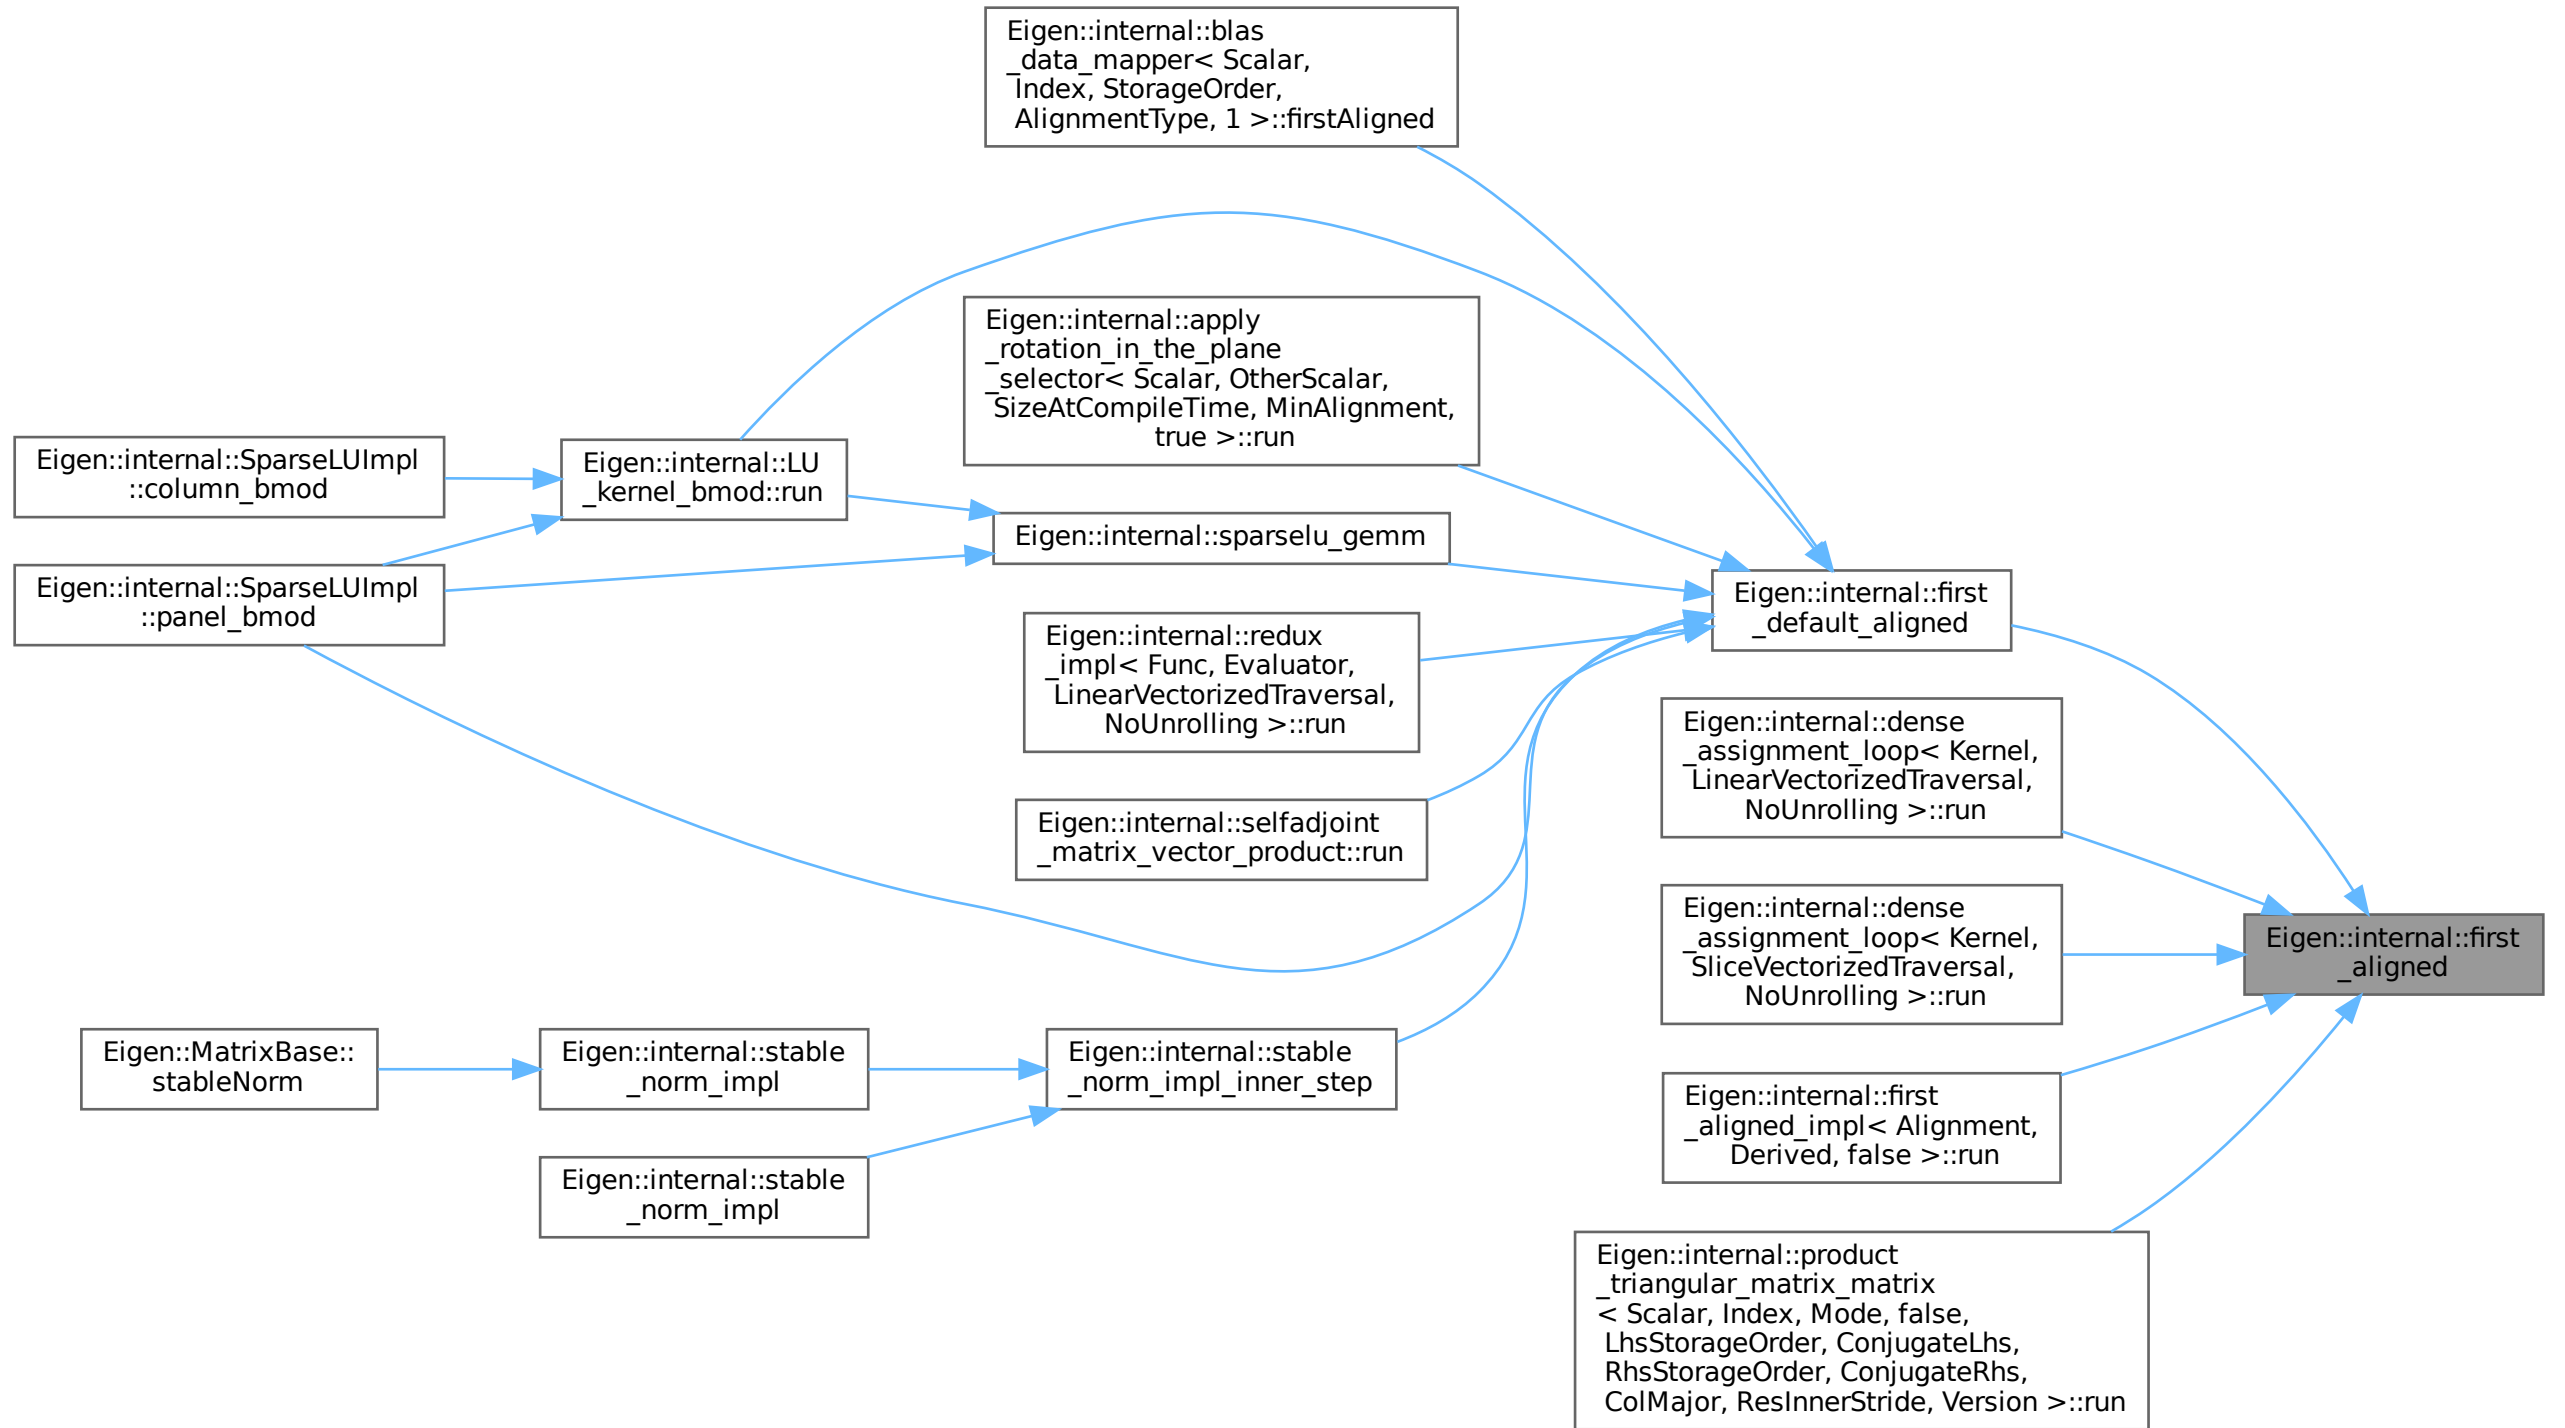 Eigen::internal::blas
_data_mapper< Scalar,
Index, StorageOrder,
AlignmentType, 1 >::firstAligned
Eigen::internal::apply
_rotation_in_the_plane
_selector< Scalar, OtherScalar,
SizeAtCompileTime, MinAlignment,
true >::run
Eigen::internal::SparseLUImpl
::column_bmod
Eigen::internal::LU
_kernel_bmod::run
Eigen::internal::sparselu_gemm
Eigen::internal::SparseLUImpl
::panel_bmod
Eigen::internal::first
_default_aligned
Eigen::internal::redux
_impl< Func, Evaluator,
LinearVectorizedTraversal,
NoUnrolling >::run
Eigen::internal::dense
_assignment_loop< Kernel,
LinearVectorizedTraversal,
NoUnrolling >::run
Eigen::internal::selfadjoint
_matrix_vector_product::run
Eigen::internal::dense
_assignment_loop< Kernel,
SliceVectorizedTraversal,
NoUnrolling >::run
Eigen::internal::first
_aligned
Eigen::MatrixBase::
stableNorm
Eigen::internal::stable
_norm_impl
Eigen::internal::stable
_norm_impl_inner_step
Eigen::internal::first
_aligned_impl< Alignment,
Derived, false >::run
Eigen::internal::stable
_norm_impl
Eigen::internal::product
_triangular_matrix_matrix
< Scalar, Index, Mode, false,
LhsStorageOrder, ConjugateLhs,
RhsStorageOrder, ConjugateRhs,
ColMajor, ResInnerStride, Version >::run